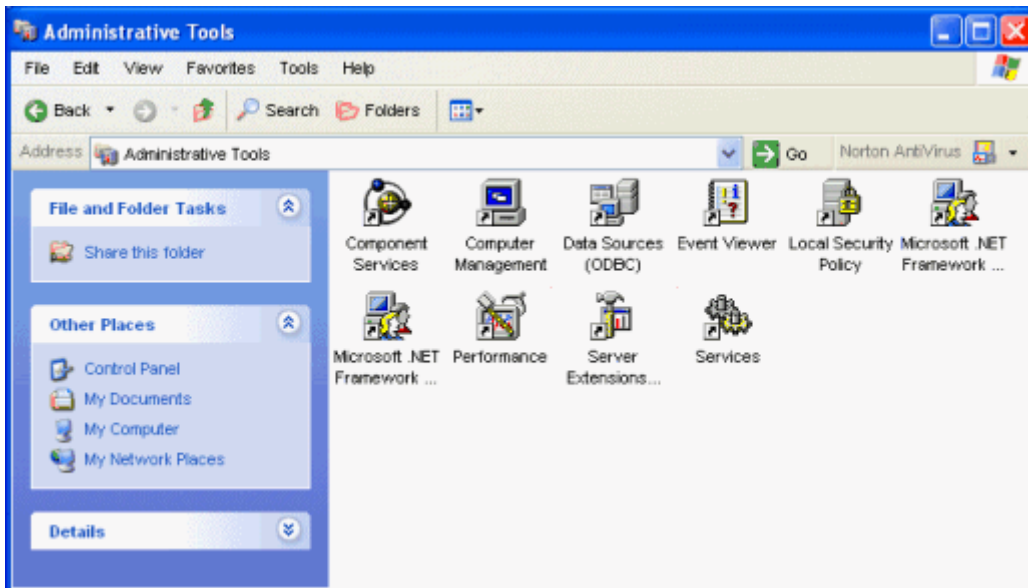 Administrative Tools
File Edit View Favorites Tools Help
Back Search Folders
Address Administrative Tools Go Norton AntiVirus
File and Folder Tasks
Share this folder
Other Places
Control Panel
My Documents
My Computer
My Network Places
Details
Component Services
Computer Management
Data Sources (ODBC)
Event Viewer
Local Security Policy
Microsoft .NET Framework ...
Microsoft .NET Framework ...
Performance
Server Extensions...
Services